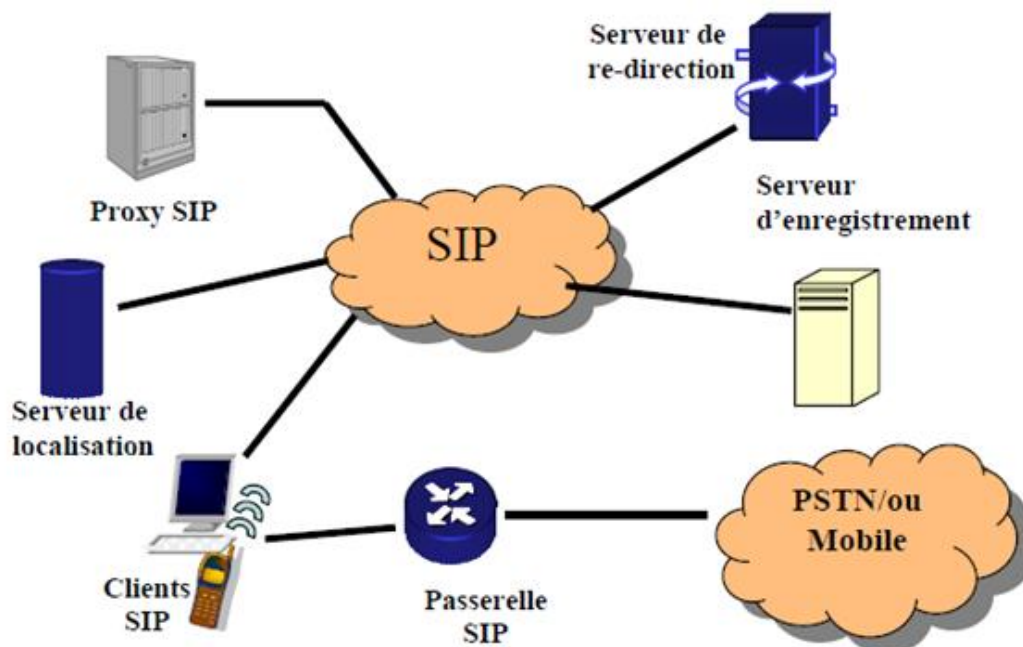 Serveur de
re-direction
Proxy SIP
Serveur
d'enregistrement
SIP
Serveur de
localisation
PSTN/ou
Mobile
Clients
SIP
Passerelle
SIP